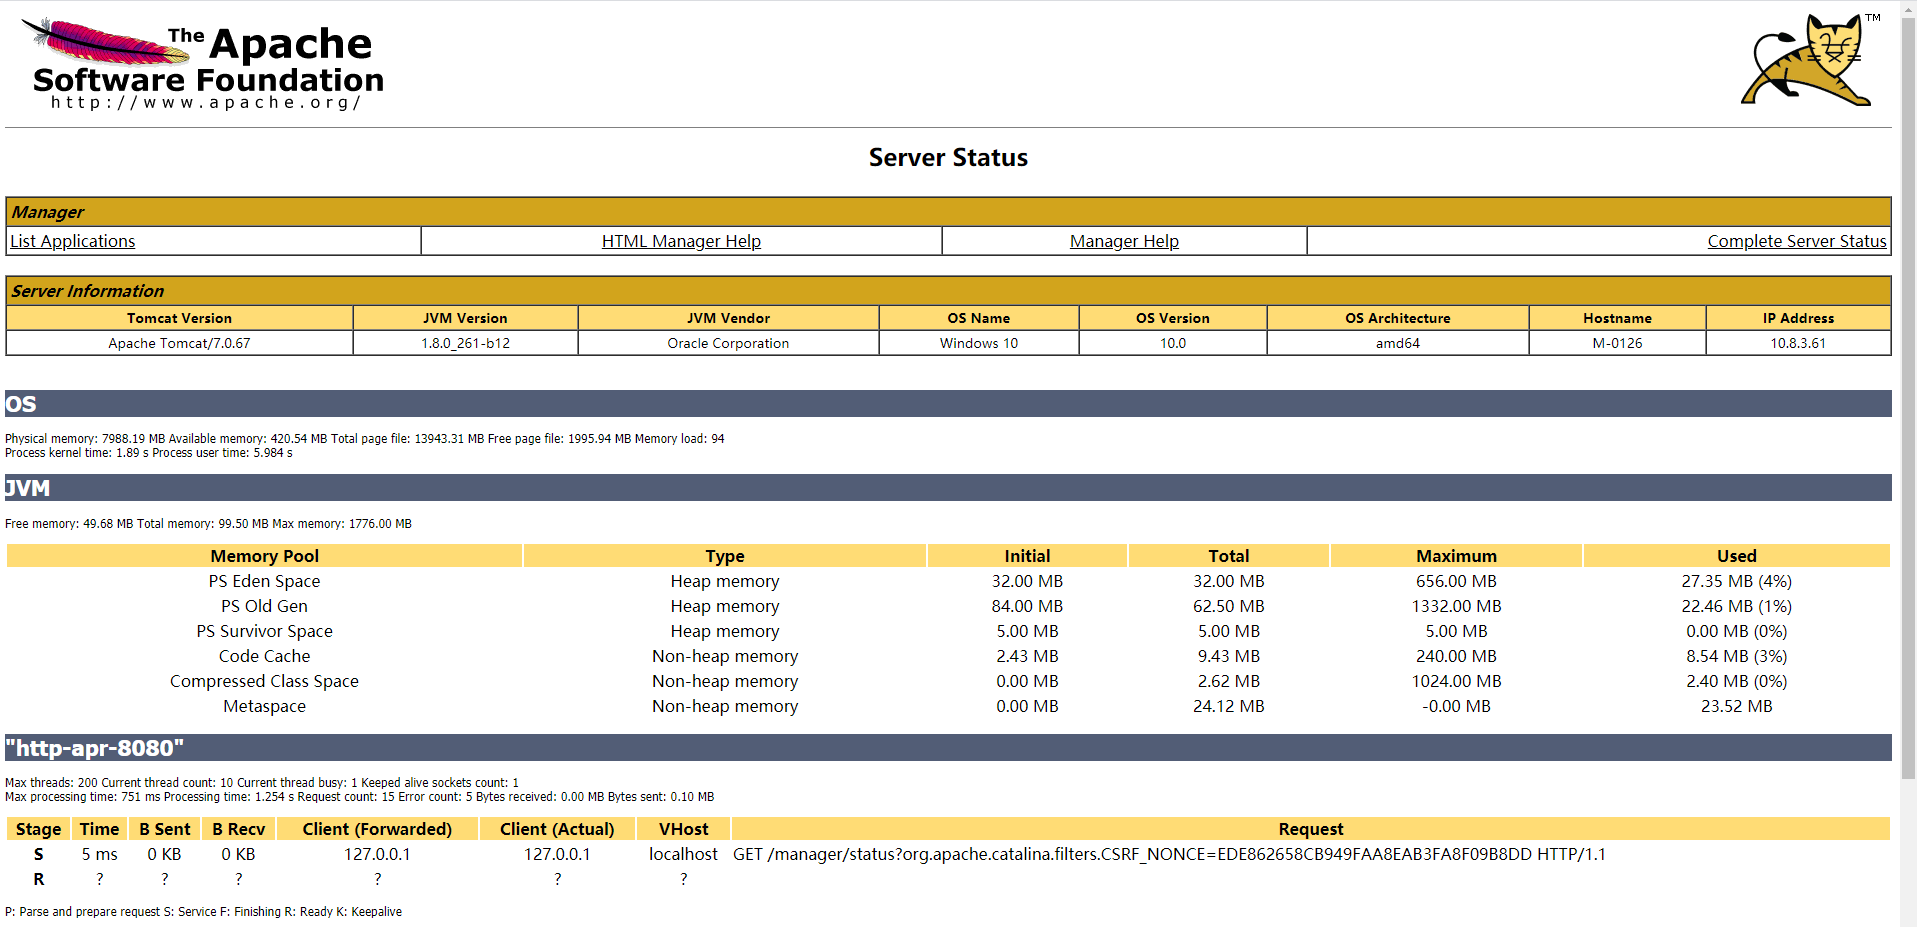 The Apache
Software Foundation
http://www.apache.org/
TM
Server Status
Manager
List Applications HTML Manager Help Manager Help Complete Server Status
Server Information
Tomcat Version JVM Version JVM Vendor OS Name OS Version OS Architecture Hostname IP Address
Apache Tomcat/7.0.67 1.8.0_261-b12 Oracle Corporation Windows 10 10.0 amd64 M-0126 10.8.3.61
OS
Physical memory: 7988.19 MB Available memory: 420.54 MB Total page file: 13943.31 MB Free page file: 1995.94 MB Memory load: 94
Process kernel time: 1.89 s Process user time: 5.984 s
JVM
Free memory: 49.68 MB Total memory: 99.50 MB Max memory: 1776.00 MB
Memory Pool Type Initial Total Maximum Used
PS Eden Space Heap memory 32.00 MB 32.00 MB 656.00 MB 27.35 MB (4%)
PS Old Gen Heap memory 84.00 MB 62.50 MB 1332.00 MB 22.46 MB (1%)
PS Survivor Space Heap memory 5.00 MB 5.00 MB 5.00 MB 0.00 MB (0%)
Code Cache Non-heap memory 2.43 MB 9.43 MB 240.00 MB 8.54 MB (3%)
Compressed Class Space Non-heap memory 0.00 MB 2.62 MB 1024.00 MB 2.40 MB (0%)
Metaspace Non-heap memory 0.00 MB 24.12 MB -0.00 MB 23.52 MB
"http-apr-8080"
Max threads: 200 Current thread count: 10 Current thread busy: 1 Keeped alive sockets count: 1
Max processing time: 751 ms Processing time: 1.254 s Request count: 15 Error count: 5 Bytes received: 0.00 MB Bytes sent: 0.10 MB
Stage Time B Sent B Recv Client (Forwarded) Client (Actual) VHost Request
S 5 ms 0 KB 0 KB 127.0.0.1 127.0.0.1 localhost GET /manager/status?org.apache.catalina.filters.CSRF_NONCE=EDE862658CB949FAA8EAB3FA8F09B8DD HTTP/1.1
R ? ? ? ? ? ?
P: Parse and prepare request S: Service F: Finishing R: Ready K: Keepalive